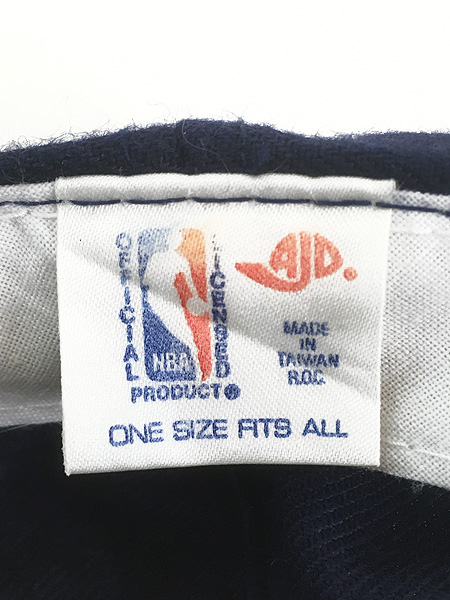 OFFICIAL
LICENSED
NBA
PRODUCT®
AJD
MADE
IN
TAIWAN
R.O.C.
ONE SIZE FITS ALL